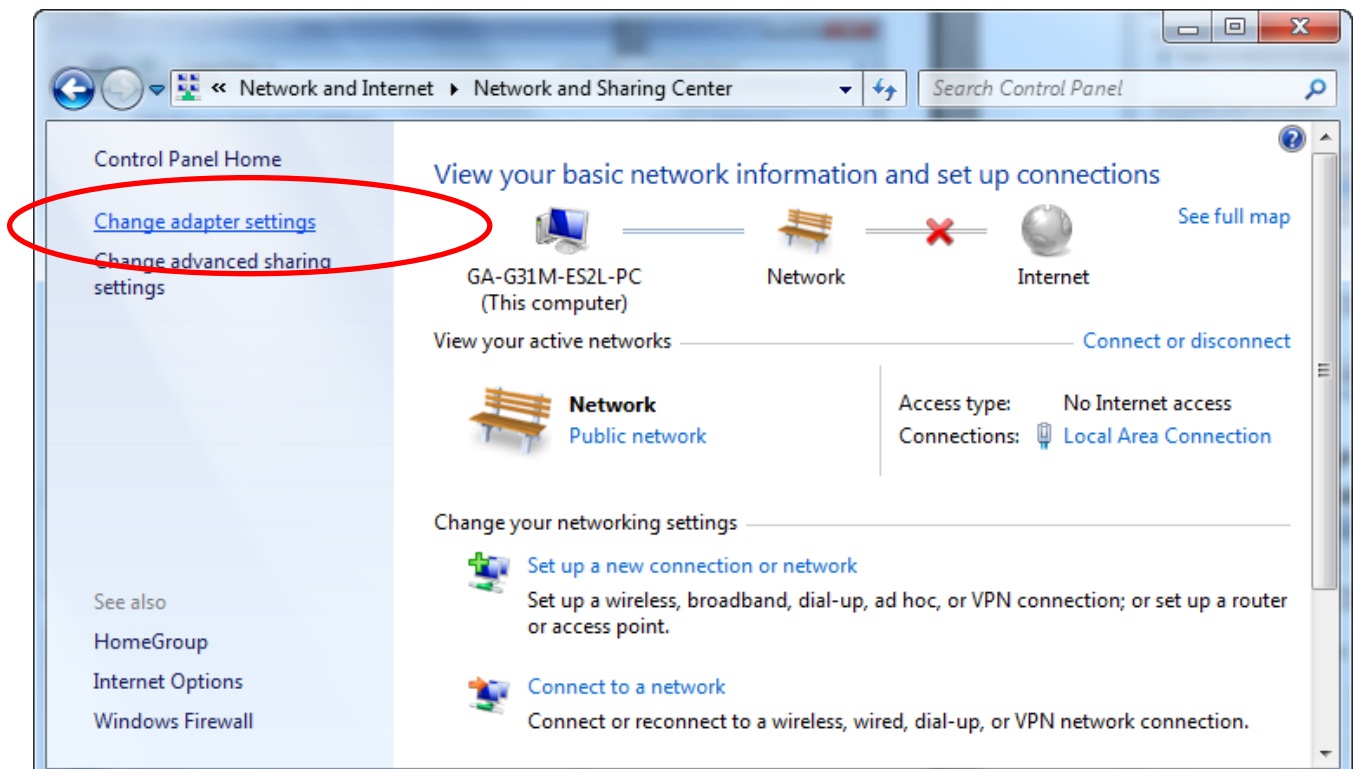 « Network and Internet ▸ Network and Sharing Center
Search Control Panel
Control Panel Home
Change adapter settings
Change advanced sharing
settings
See also
HomeGroup
Internet Options
Windows Firewall
View your basic network information and set up connections
See full map
GA-G31M-ES2L-PC
(This computer)
Network
Internet
View your active networks
Connect or disconnect
Network
Public network
Access type: No Internet access
Connections: Local Area Connection
Change your networking settings
Set up a new connection or network
Set up a wireless, broadband, dial-up, ad hoc, or VPN connection; or set up a router
or access point.
Connect to a network
Connect or reconnect to a wireless, wired, dial-up, or VPN network connection.